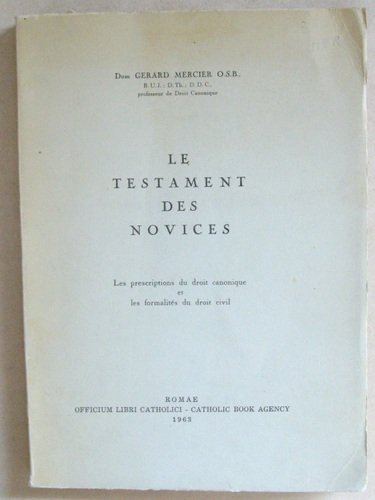 Dom GERARD MERCIER O.S.B.,
B.U.J.; D.Th.; D.D.C.,
professeur de Droit Canonique
LE
TESTAMENT
DES
NOVICES
Les prescriptions du droit canonique
et
les formalités du droit civil
ROMAE
OFFICIUM LIBRI CATHOLICI - CATHOLIC BOOK AGENCY
1963